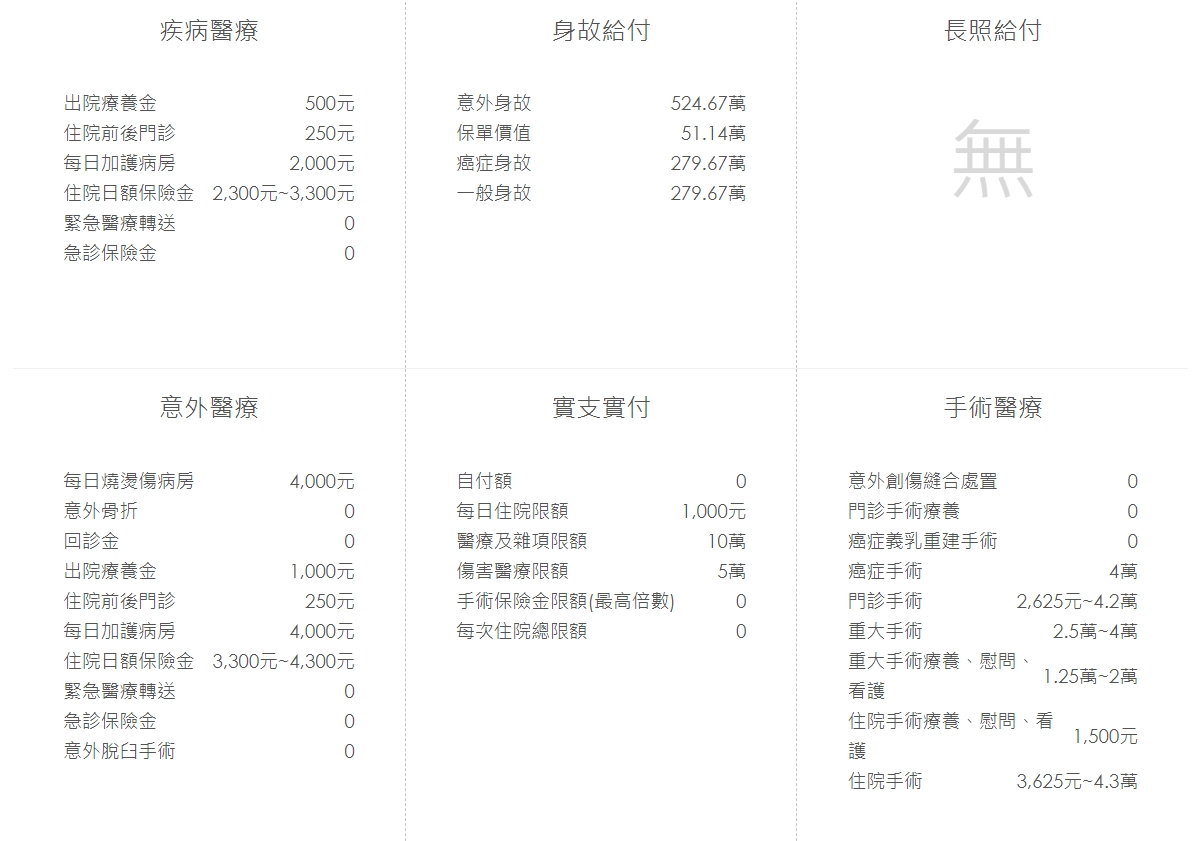 疾病醫療
出院療養金 500元
住院前後門診 250元
每日加護病房 2,000元
住院日額保險金 2,300元~3,300元
緊急醫療轉送 0
急診保險金 0
身故給付
意外身故 524.67萬
保單價值 51.14萬
癌症身故 279.67萬
一般身故 279.67萬
長照給付
無
意外醫療
每日燒燙傷病房 4,000元
意外骨折 0
回診金 0
出院療養金 1,000元
住院前後門診 250元
每日加護病房 4,000元
住院日額保險金 3,300元~4,300元
緊急醫療轉送 0
急診保險金 0
意外脫臼手術 0
實支實付
自付額 0
每日住院限額 1,000元
醫療及雜項限額 10萬
傷害醫療限額 5萬
手術保險金限額(最高倍數) 0
每次住院總限額 0
手術醫療
意外創傷縫合處置 0
門診手術療養 0
癌症義乳重建手術 0
癌症手術 4萬
門診手術 2,625元~4.2萬
重大手術 2.5萬~4萬
重大手術療養、慰問、
看護 1.25萬~2萬
住院手術療養、慰問、看
護 1,500元
住院手術 3,625元~4.3萬